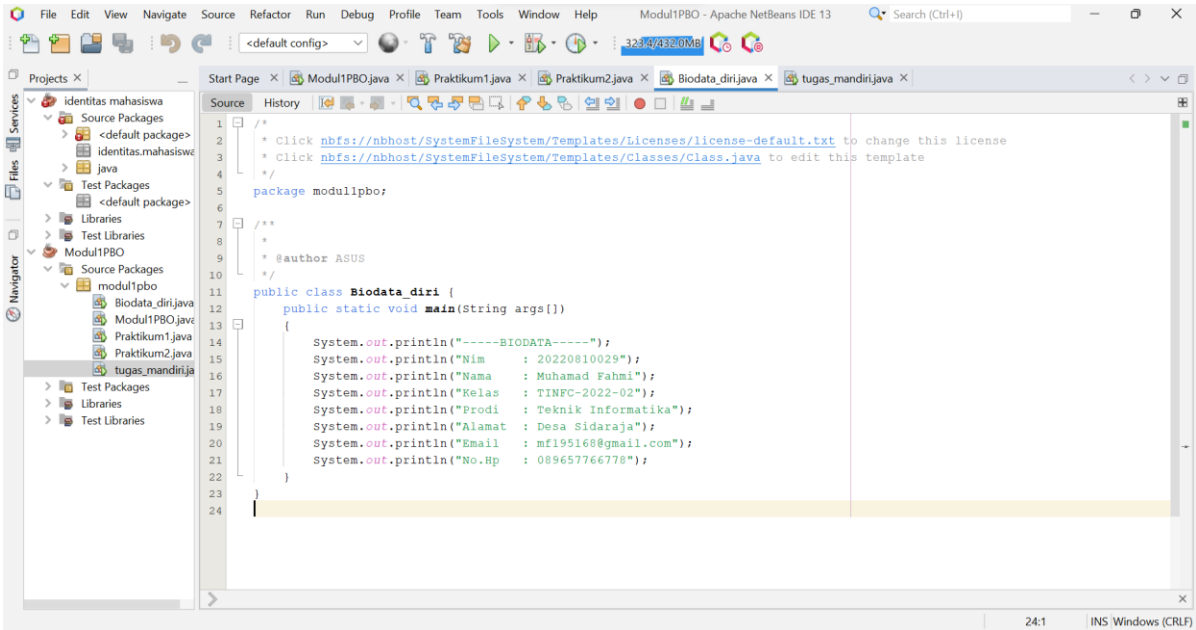 File Edit View Navigate Source Refactor Run Debug Profile Team Tools Window Help Modul1PBO - Apache NetBeans IDE 13 Search (Ctrl+I)
<default config> 323.4/432.0MB
Projects
Services
Files
Navigator
identitas mahasiswa
Source Packages
<default package>
identitas.mahasiswa
java
Test Packages
<default package>
Libraries
Test Libraries
Modul1PBO
Source Packages
modul1pbo
Biodata_diri.java
Modul1PBO.java
Praktikum1.java
Praktikum2.java
tugas_mandiri.ja
Test Packages
Libraries
Test Libraries
Start Page Modul1PBO.java Praktikum1.java Praktikum2.java Biodata_diri.java tugas_mandiri.java
Source History
1 /*
2 * Click nbfs://nbhost/SystemFileSystem/Templates/Licenses/license-default.txt to change this license
3 * Click nbfs://nbhost/SystemFileSystem/Templates/Classes/Class.java to edit this template
4 */
5 package modul1pbo;
6
7 /**
8 *
9 * @author ASUS
10 */
11 public class Biodata_diri {
12 public static void main(String args[])
13 {
14 System.out.println("-----BIODATA-----");
15 System.out.println("Nim : 20220810029");
16 System.out.println("Nama : Muhamad Fahmi");
17 System.out.println("Kelas : TINFC-2022-02");
18 System.out.println("Prodi : Teknik Informatika");
19 System.out.println("Alamat : Desa Sidaraja");
20 System.out.println("Email : mf195168@gmail.com");
21 System.out.println("No.Hp : 089657766778");
22 }
23 }
24
24:1 INS Windows (CRLF)